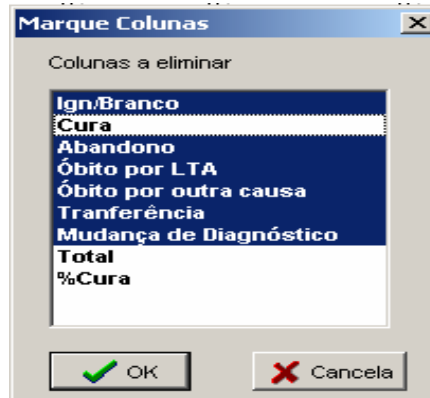 Marque Colunas
Colunas a eliminar
Ign/Branco
Cura
Abandono
Óbito por LTA
Óbito por outra causa
Tranferência
Mudança de Diagnóstico
Total
%Cura
OK
Cancela